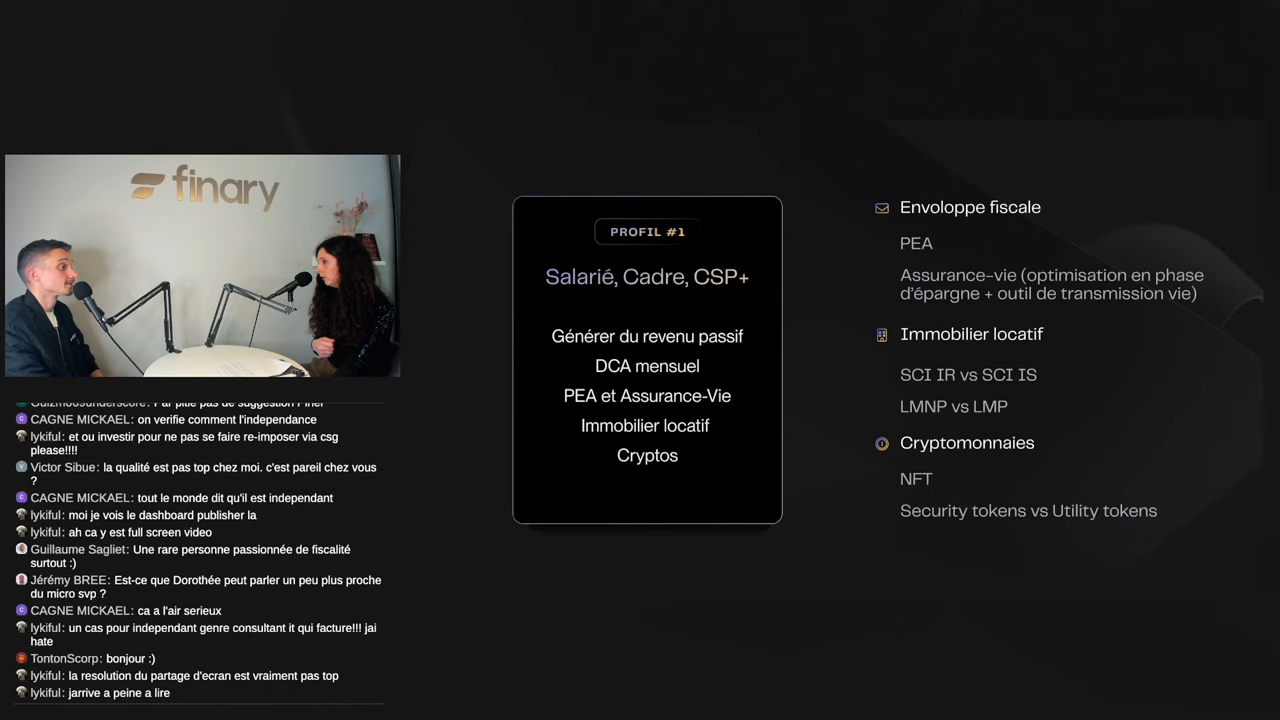 finary
CAGNE MICKAEL: on verifie comment l'independance
lykiful: et ou investir pour ne pas se faire re-imposer via csg
please!!!!
Victor Sibue: la qualité est pas top chez moi. c'est pareil chez vous
?
CAGNE MICKAEL: tout le monde dit qu'il est independant
lykiful: moi je vois le dashboard publisher la
lykiful: ah ca y est full screen video
Guillaume Sagliet: Une rare personne passionnée de fiscalité
surtout :)
Jérémy BREE: Est-ce que Dorothée peut parler un peu plus proche
du micro svp ?
CAGNE MICKAEL: ca a l'air serieux
lykiful: un cas pour independant genre consultant it qui facture!!! jai
hate
TontonScorp: bonjour :)
lykiful: la resolution du partage d'ecran est vraiment pas top
lykiful: jarrive a peine a lire
PROFIL #1
Salarié, Cadre, CSP+
Générer du revenu passif
DCA mensuel
PEA et Assurance-Vie
Immobilier locatif
Cryptos
Envoloppe fiscale
PEA
Assurance-vie (optimisation en phase
d'épargne + outil de transmission vie)
Immobilier locatif
SCI IR vs SCI IS
LMNP vs LMP
Cryptomonnaies
NFT
Security tokens vs Utility tokens